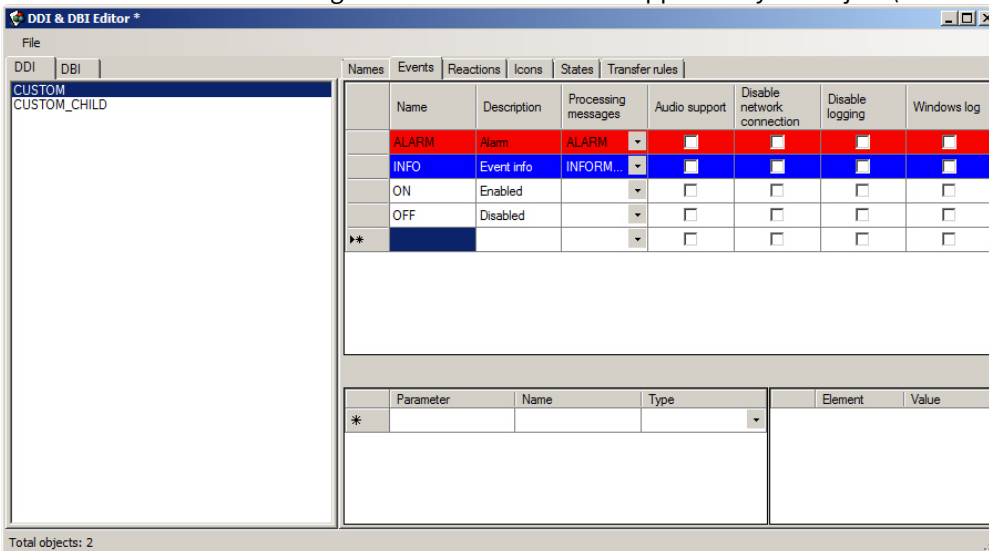 DDI & DBI Editor *
File
DDI DBI
Names Events Reactions Icons States Transfer rules
CUSTOM
CUSTOM_CHILD
Name Description Processing messages Audio support Disable network connection Disable logging Windows log
ALARM Alarm ALARM
INFO Event info INFORM...
ON Enabled
OFF Disabled
Parameter Name Type Element Value
Total objects: 2